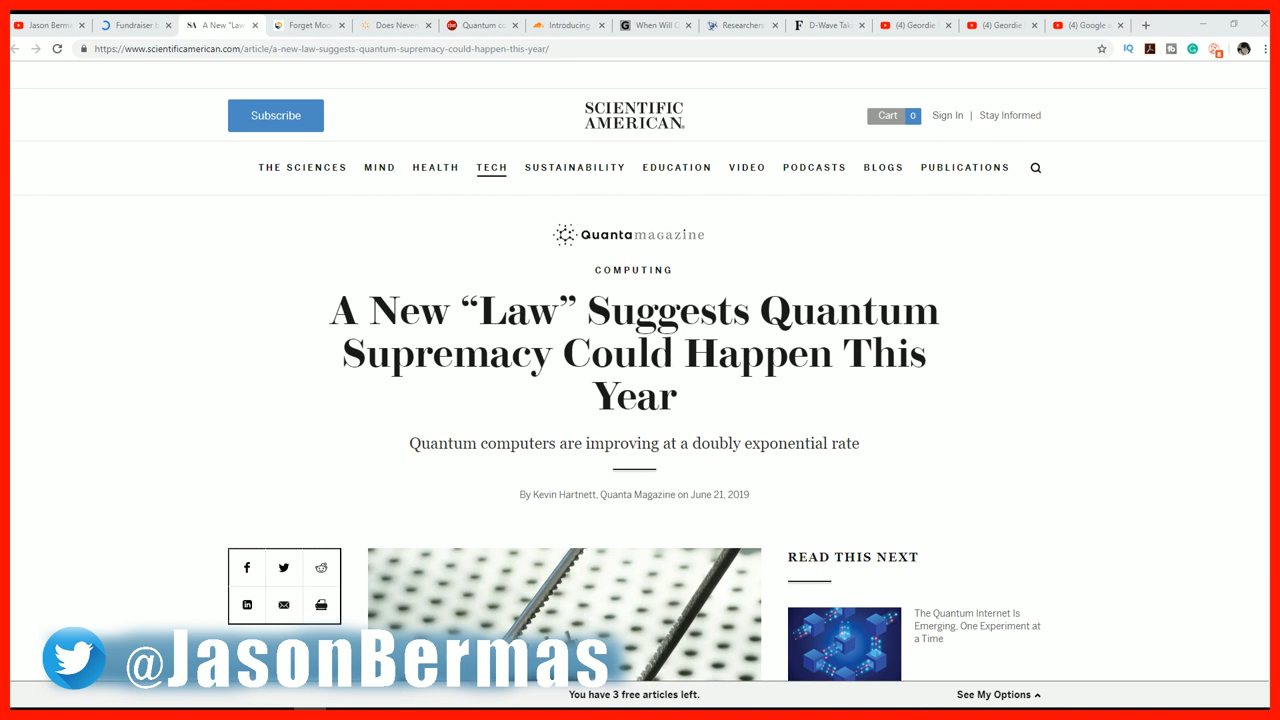 Jason Berma
Fundraiser b
A New "Law"
Forget Moo
Does Neven
Quantum co
Introducing
When Will C
Researchers
D-Wave Tak
(4) Geordie
(4) Geordie
(4) Google a
https://www.scientificamerican.com/article/a-new-law-suggests-quantum-supremacy-could-happen-this-year/
Subscribe
SCIENTIFIC
AMERICAN®
Cart 0 Sign In | Stay Informed
THE SCIENCES MIND HEALTH TECH SUSTAINABILITY EDUCATION VIDEO PODCASTS BLOGS PUBLICATIONS
Quantamagazine
COMPUTING
A New “Law” Suggests Quantum
Supremacy Could Happen This
Year
Quantum computers are improving at a doubly exponential rate
By Kevin Hartnett, Quanta Magazine on June 21, 2019
READ THIS NEXT
The Quantum Internet Is
Emerging, One Experiment at
a Time
@JasonBermas
You have 3 free articles left.
See My Options